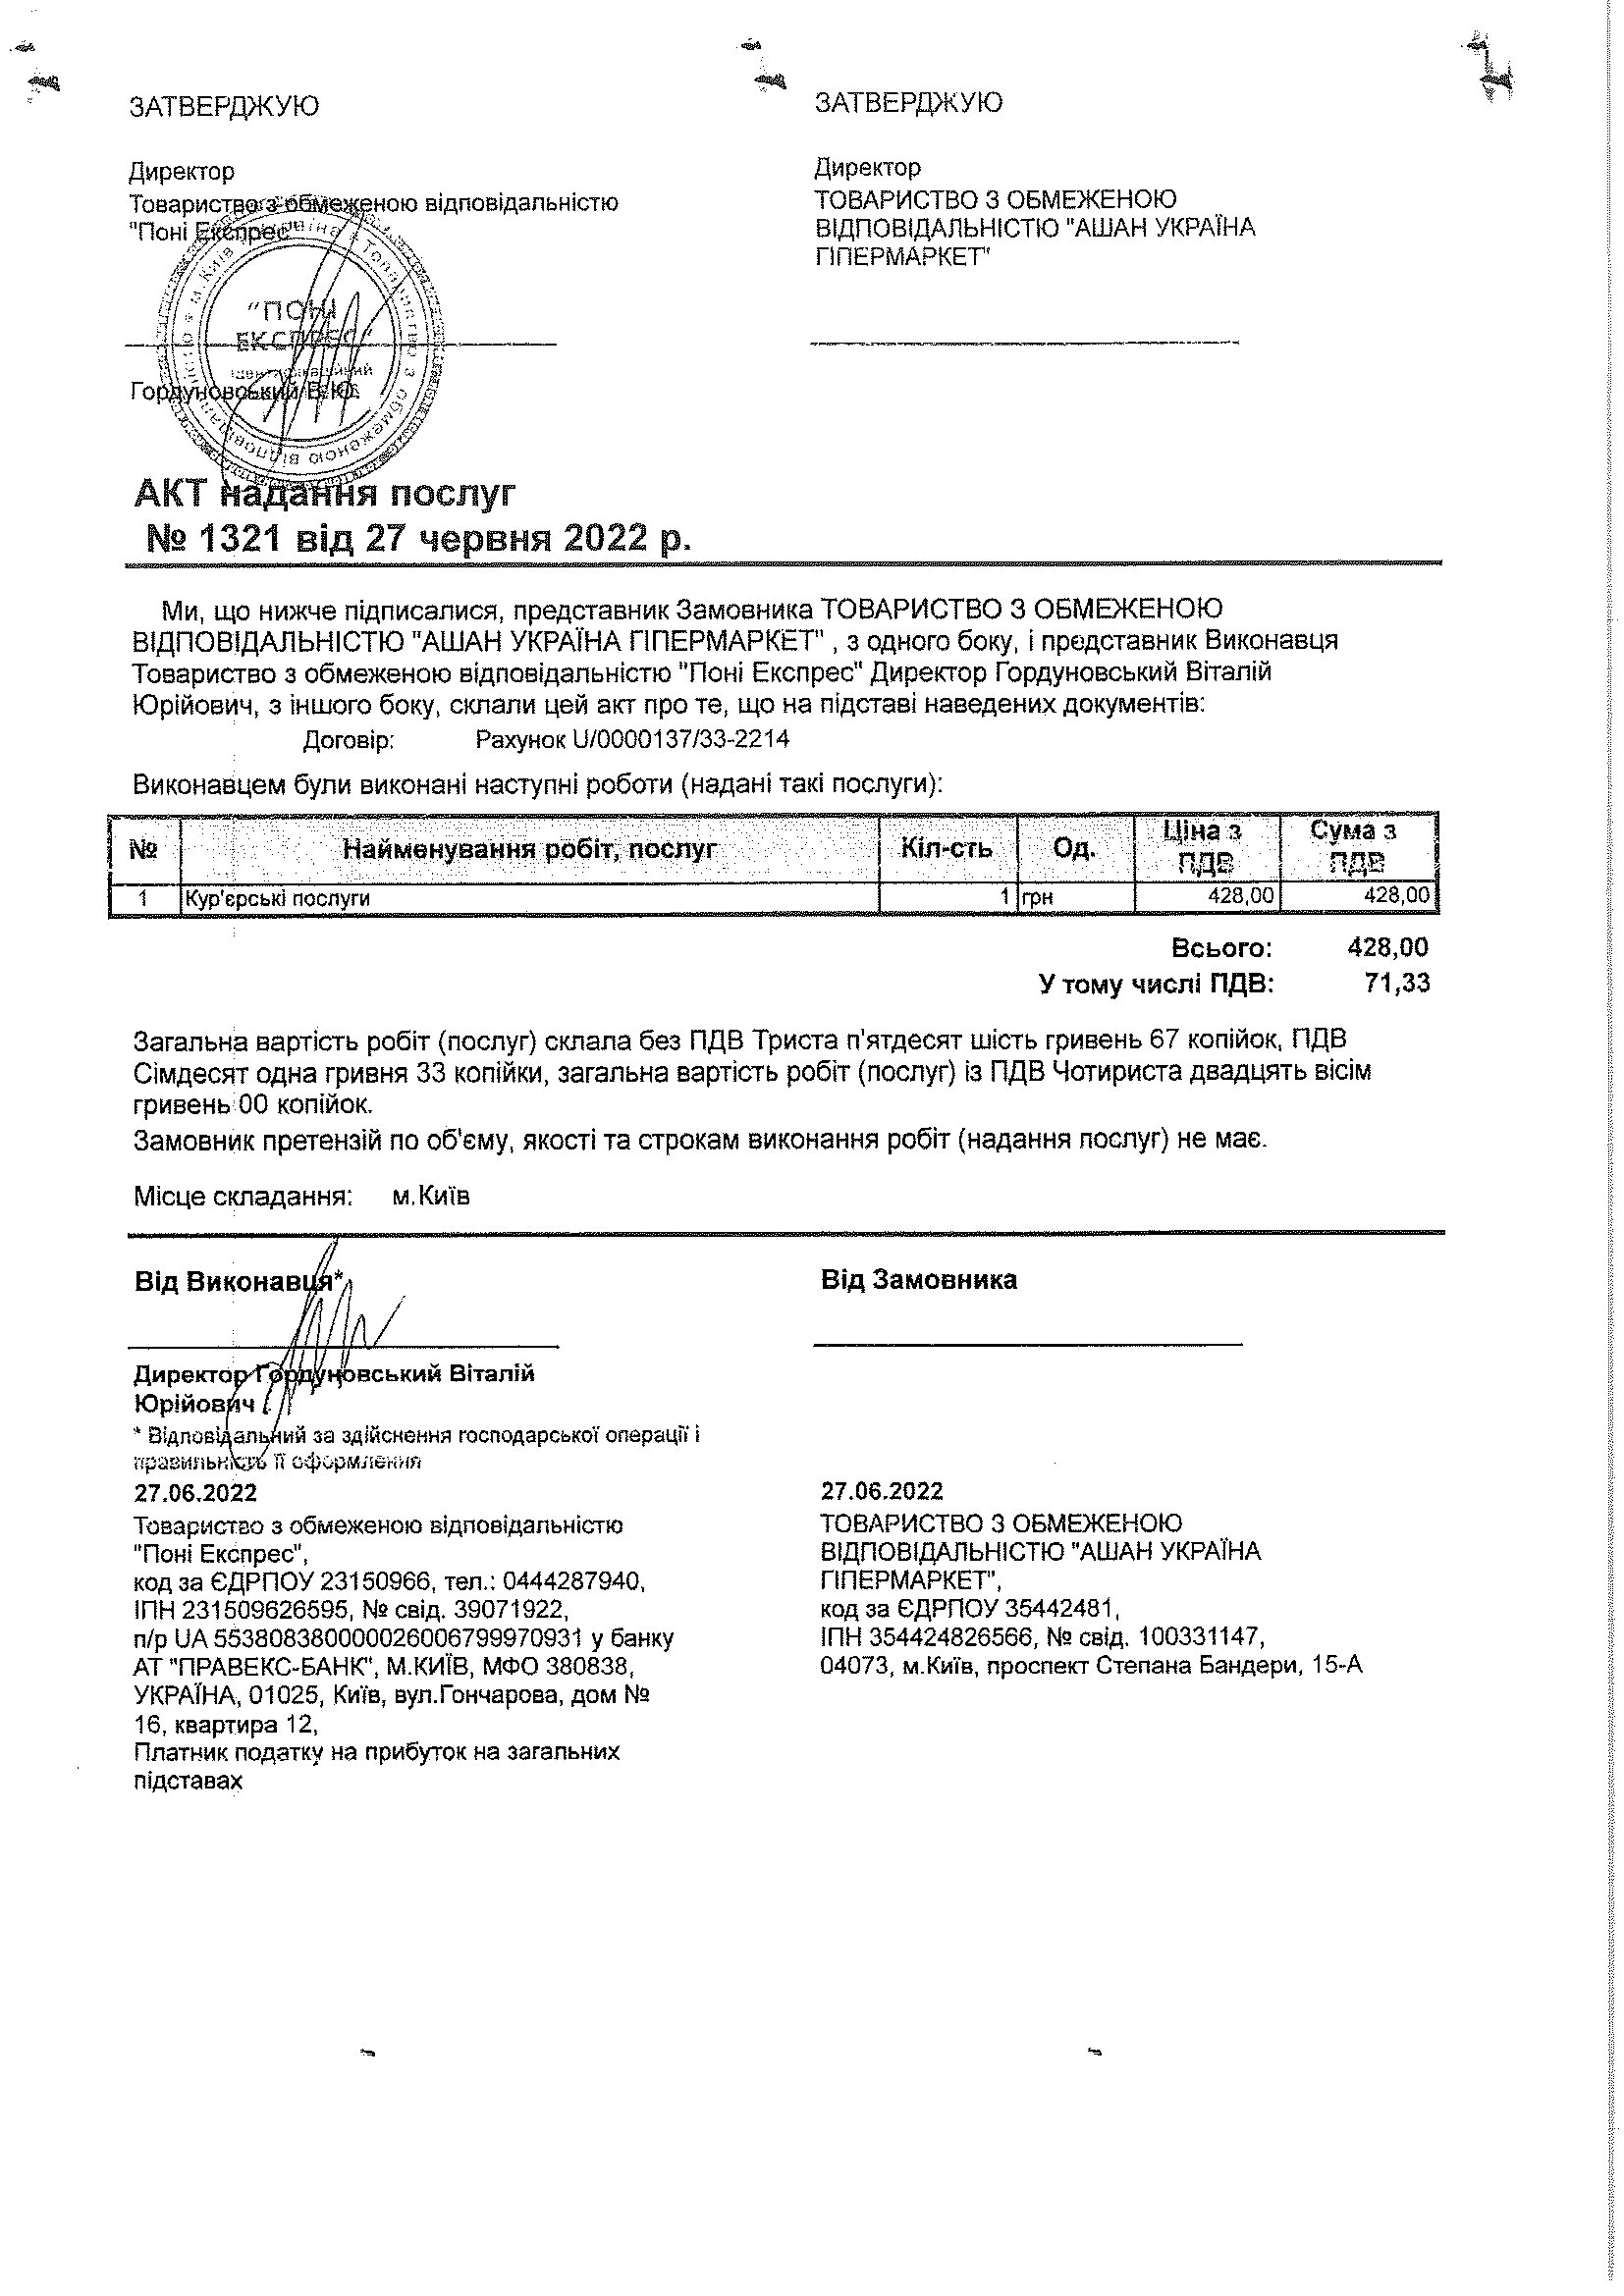 ЗАТВЕРДЖУЮ
Директор
Товариство з обмеженою відповідальністю
"Поні Експрес"
"ПОНІ
ЕКСПРЕС"
Гордуновський В.Ю.
ЗАТВЕРДЖУЮ
Директор
ТОВАРИСТВО З ОБМЕЖЕНОЮ
ВІДПОВІДАЛЬНІСТЮ "АШАН УКРАЇНА
ГІПЕРМАРКЕТ"
АКТ надання послуг
№ 1321 від 27 червня 2022 р.
Ми, що нижче підписалися, представник Замовника ТОВАРИСТВО З ОБМЕЖЕНОЮ
ВІДПОВІДАЛЬНІСТЮ "АШАН УКРАЇНА ГІПЕРМАРКЕТ" , з одного боку, і представник Виконавця
Товариство з обмеженою відповідальністю "Поні Експрес" Директор Гордуновський Віталій
Юрійович, з іншого боку, склали цей акт про те, що на підставі наведених документів:
Договір: Рахунок U/0000137/33-2214
Виконавцем були виконані наступні роботи (надані такі послуги):
№ Найменування робіт, послуг Кіл-сть Од. Ціна з ПДВ Сума з ПДВ
1 Кур'єрські послуги 1 грн 428,00 428,00
Всього: 428,00
У тому числі ПДВ: 71,33
Загальна вартість робіт (послуг) склала без ПДВ Триста п'ятдесят шість гривень 67 копійок, ПДВ
Сімдесят одна гривня 33 копійки, загальна вартість робіт (послуг) із ПДВ Чотириста двадцять вісім
гривень 00 копійок.
Замовник претензій по об'єму, якості та строкам виконання робіт (надання послуг) не має.
Місце складання: м.Київ
Від Виконавця*
Директор Гордуновський Віталій
Юрійович
* Відповідальний за здійснення господарської операції і
правильність її оформлення
27.06.2022
Товариство з обмеженою відповідальністю
"Поні Експрес",
код за ЄДРПОУ 23150966, тел.: 0444287940,
ІПН 231509626595, № свід. 39071922,
п/р UA 553808380000026006799970931 у банку
АТ "ПРАВЕКС-БАНК", М.КИЇВ, МФО 380838,
УКРАЇНА, 01025, Київ, вул.Гончарова, дом №
16, квартира 12,
Платник податку на прибуток на загальних
підставах
Від Замовника
27.06.2022
ТОВАРИСТВО З ОБМЕЖЕНОЮ
ВІДПОВІДАЛЬНІСТЮ "АШАН УКРАЇНА
ГІПЕРМАРКЕТ",
код за ЄДРПОУ 35442481,
ІПН 354424826566, № свід. 100331147,
04073, м.Київ, проспект Степана Бандери, 15-А